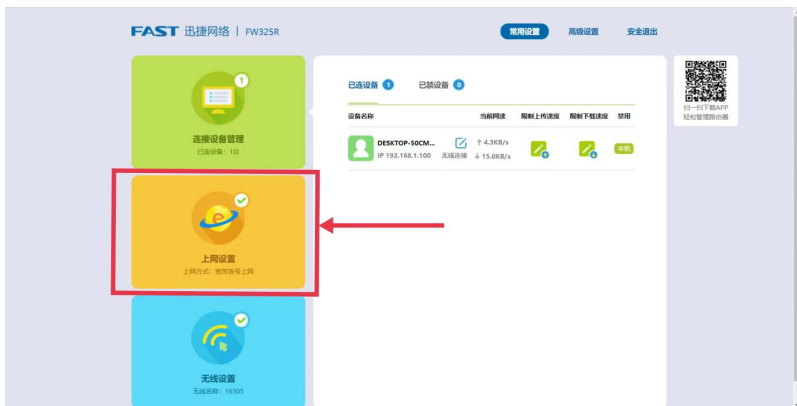 FAST 迅捷网络 | FW325R
常用设置 高级设置 安全退出
1
连接设备管理
已连设备：1台
上网设置
上网方式：宽带拨号上网
无线设置
无线名称：16305
已连设备 1 已禁设备 0
设备名称 当前网速 限制上传速度 限制下载速度 禁用
DESKTOP-50CM... ↑ 4.3KB/s
IP 192.168.1.100 无线连接 ↓ 15.0KB/s
本机
扫一扫下载APP
轻松管理路由器